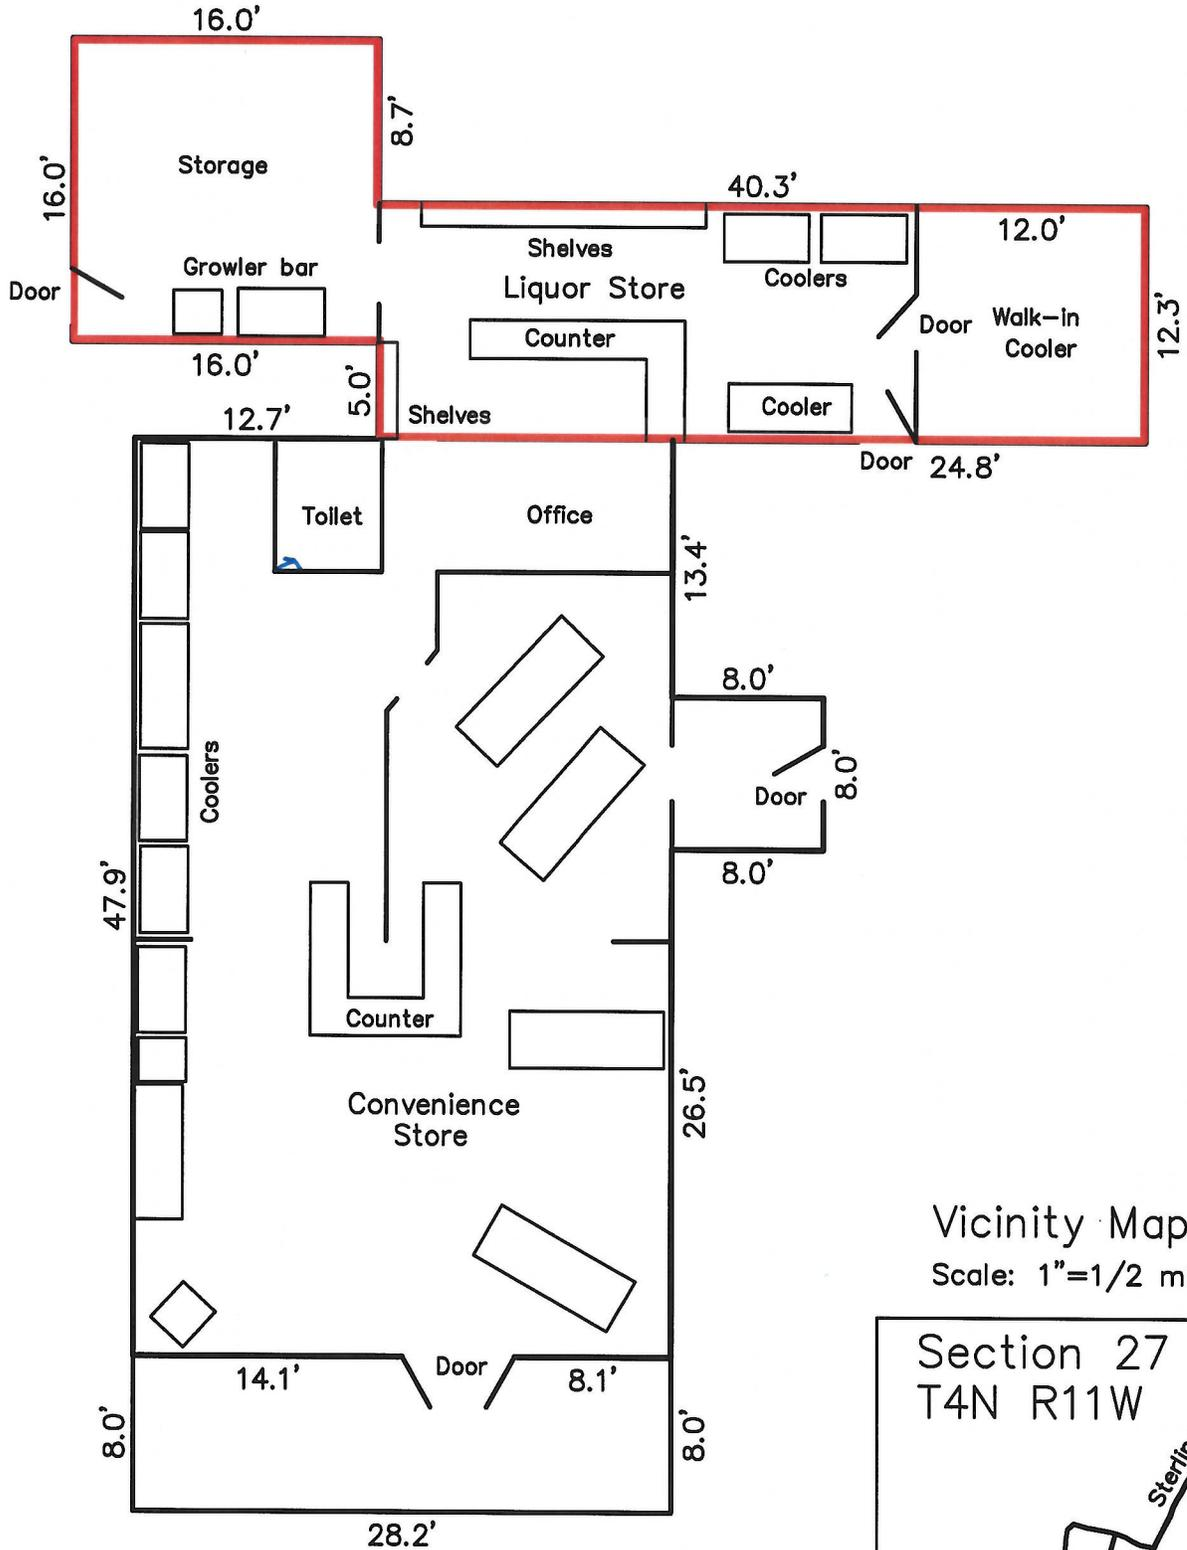 16.0’
8.7’
16.0’
Storage
40.3’
12.0’
Shelves
Growler bar
Coolers
Liquor Store
Door
Door
Walk-in
Cooler
12.3’
Counter
16.0’
5.0’
12.7’
Shelves
Cooler
Door
24.8’
Toilet
Office
13.4’
8.0’
Coolers
Door
8.0’
8.0’
47.9’
Counter
26.5’
Convenience
Store
Vicinity Map
Scale: 1”=1/2 m
Section 27
T4N R11W
Door
14.1’
8.1’
8.0’
8.0’
Sterlin
28.2’